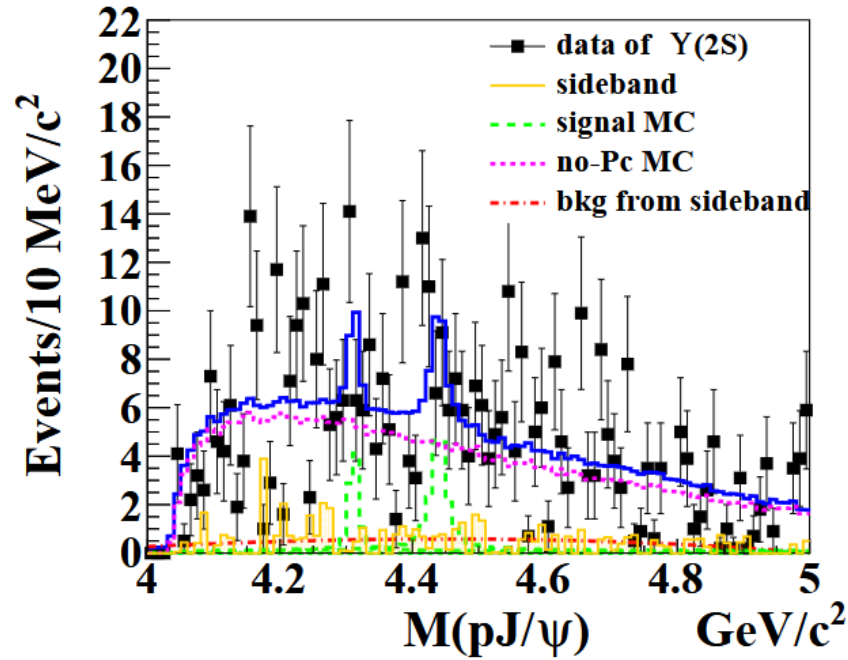 Events/10 MeV/c²
22
20
18
16
14
12
10
8
6
4
2
0
data of ϒ(2S)
sideband
signal MC
no-Pc MC
bkg from sideband
4 4.2 4.4 4.6 4.8 5
M(pJ/ψ) GeV/c²